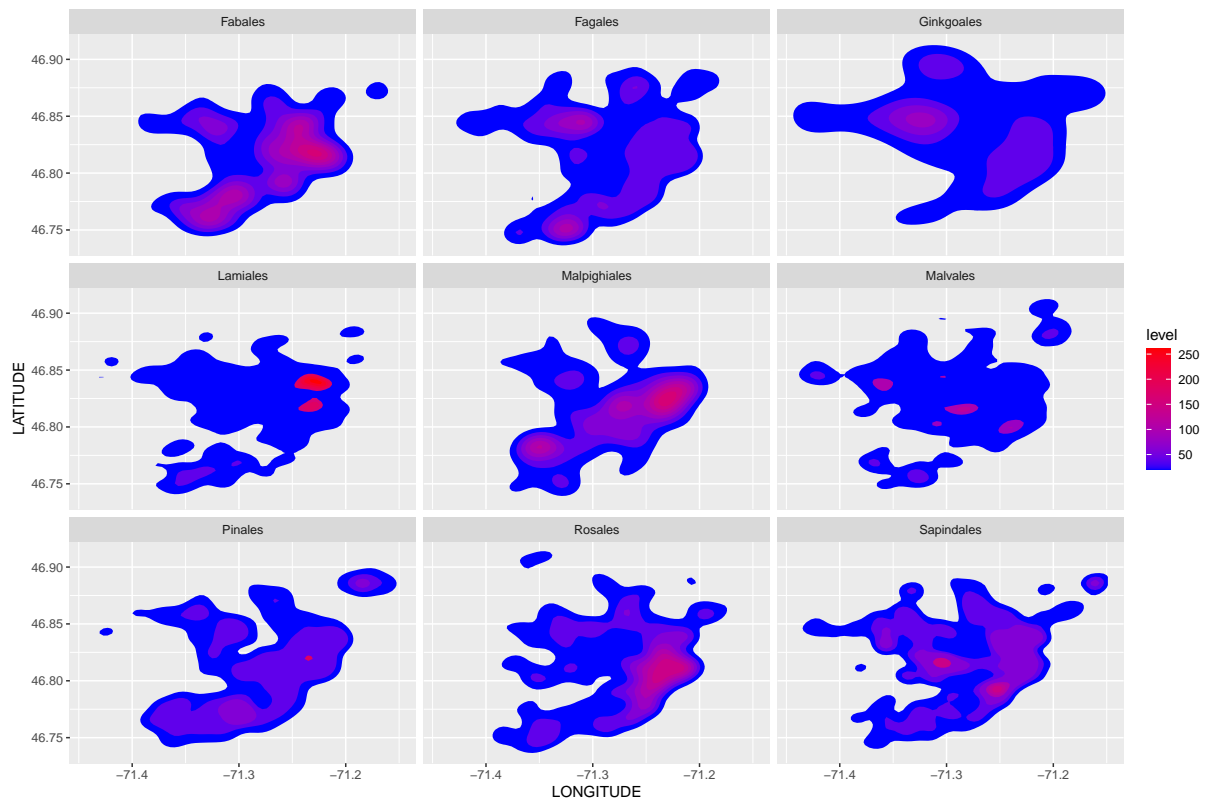 Fabales Fagales Ginkgoales
46.90
46.85
46.80
46.75
Lamiales Malpighiales Malvales
46.90
46.85
46.80
46.75
Pinales Rosales Sapindales
46.90
46.85
46.80
46.75
−71.4 −71.3 −71.2 −71.4 −71.3 −71.2 −71.4 −71.3 −71.2
LONGITUDE
LATITUDE
level
250
200
150
100
50